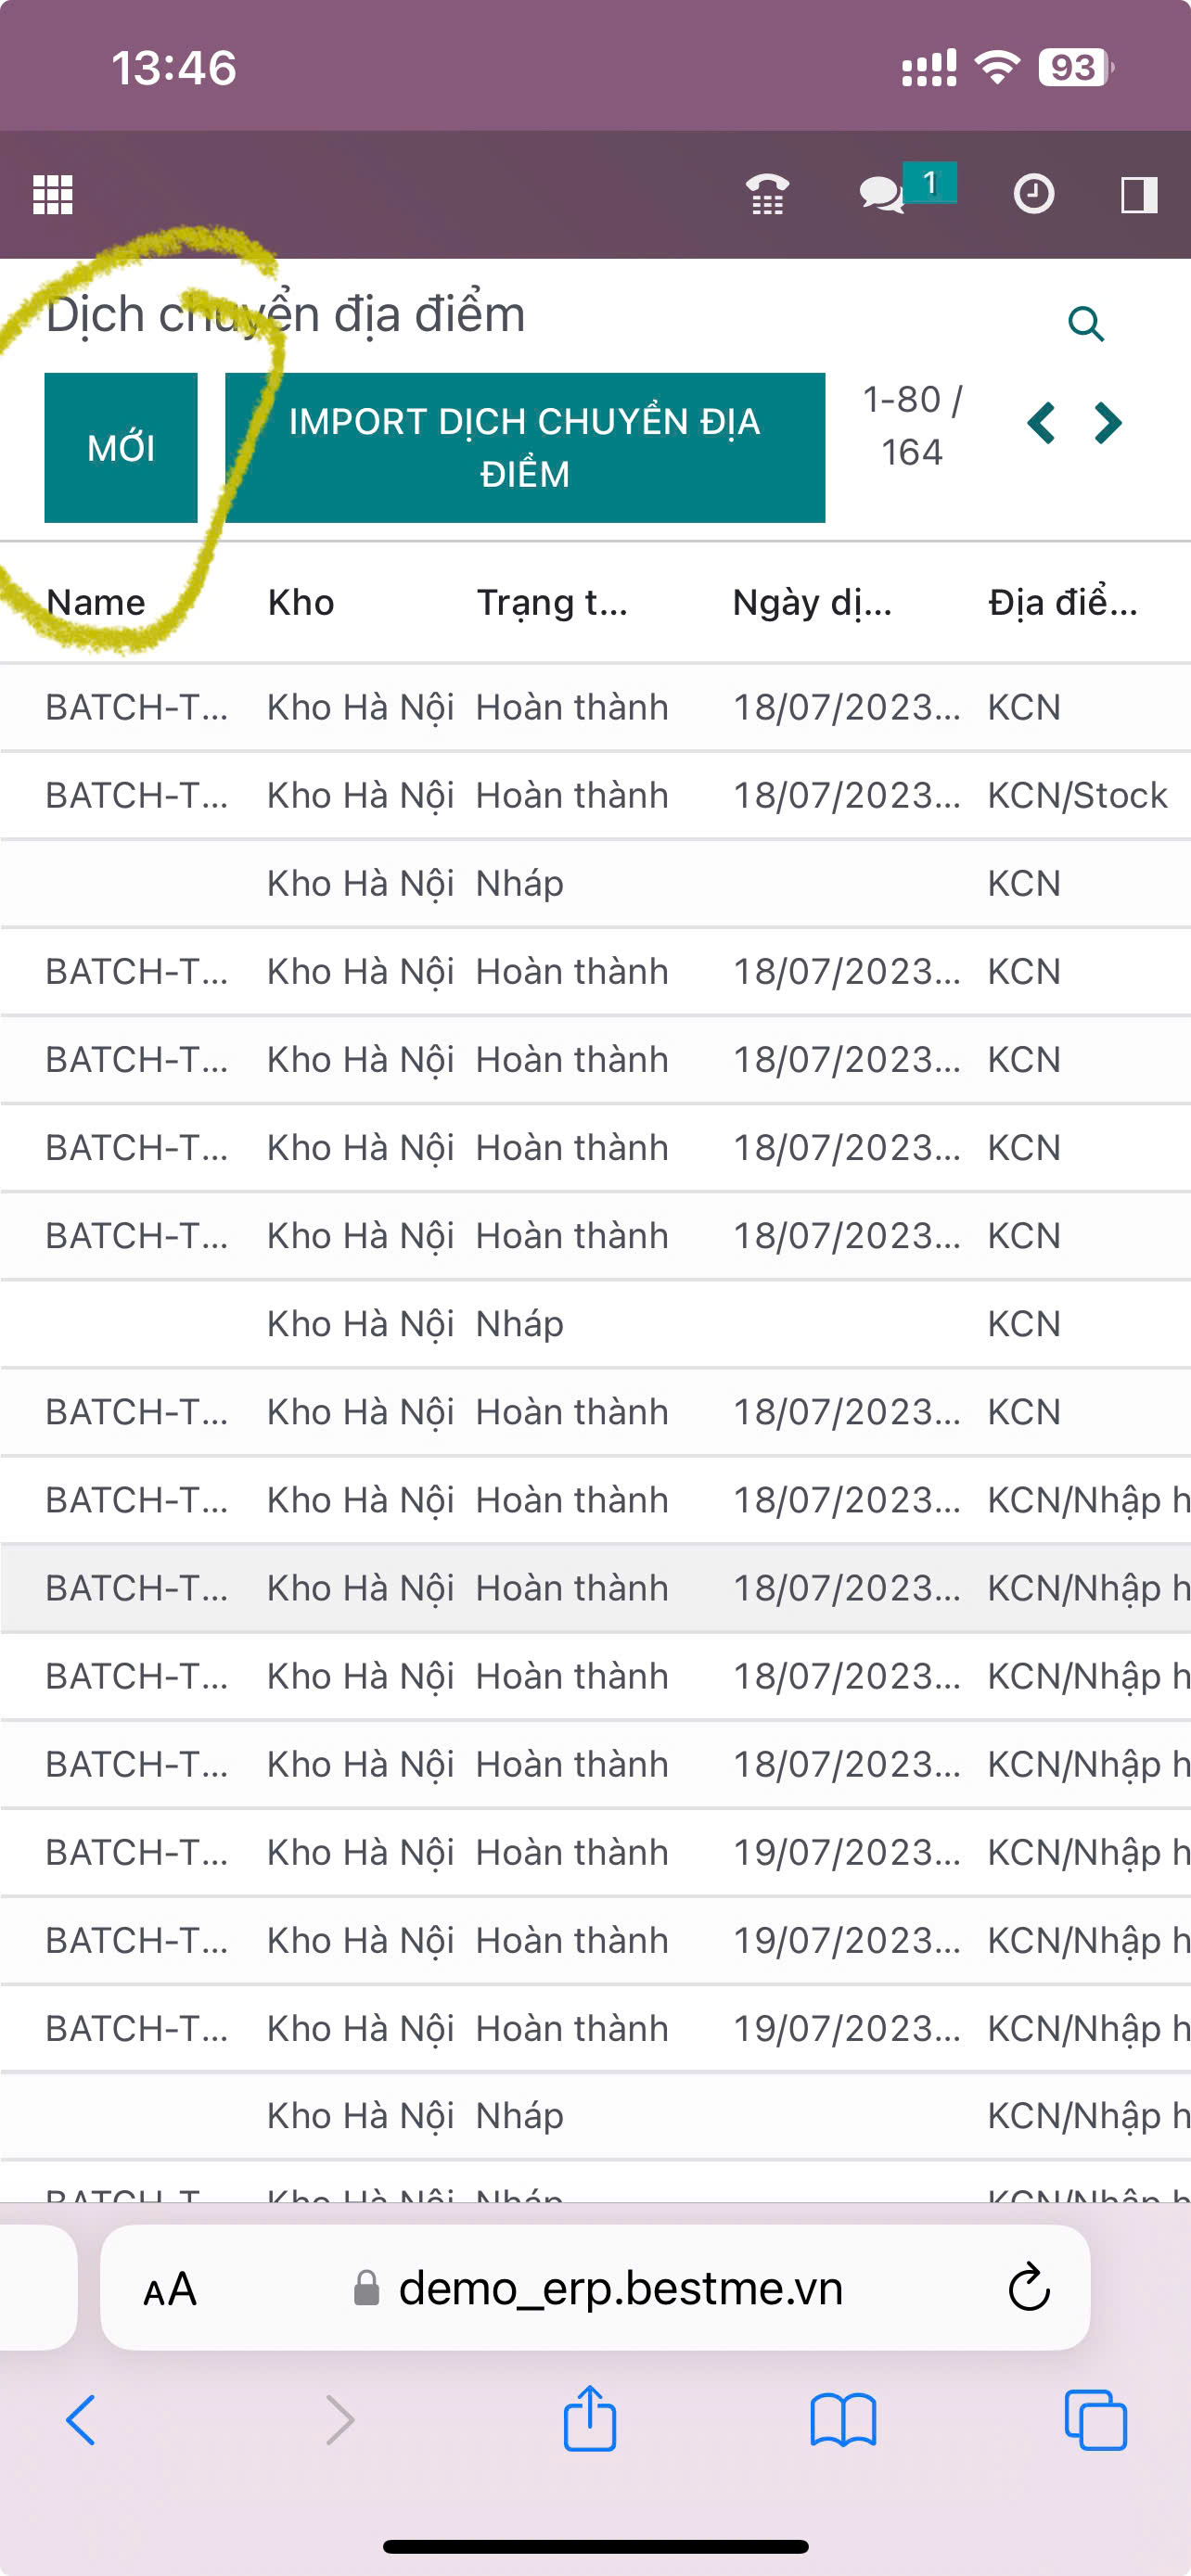 13:46
93
1
Dịch chuyển địa điểm
MỚI
IMPORT DỊCH CHUYỂN ĐỊA
ĐIỂM
1-80 /
164
Name Kho Trạng t... Ngày dị... Địa điể...
BATCH-T... Kho Hà Nội Hoàn thành 18/07/2023... KCN
BATCH-T... Kho Hà Nội Hoàn thành 18/07/2023... KCN/Stock
Kho Hà Nội Nháp KCN
BATCH-T... Kho Hà Nội Hoàn thành 18/07/2023... KCN
BATCH-T... Kho Hà Nội Hoàn thành 18/07/2023... KCN
BATCH-T... Kho Hà Nội Hoàn thành 18/07/2023... KCN
BATCH-T... Kho Hà Nội Hoàn thành 18/07/2023... KCN
Kho Hà Nội Nháp KCN
BATCH-T... Kho Hà Nội Hoàn thành 18/07/2023... KCN
BATCH-T... Kho Hà Nội Hoàn thành 18/07/2023... KCN/Nhập h
BATCH-T... Kho Hà Nội Hoàn thành 18/07/2023... KCN/Nhập h
BATCH-T... Kho Hà Nội Hoàn thành 18/07/2023... KCN/Nhập h
BATCH-T... Kho Hà Nội Hoàn thành 18/07/2023... KCN/Nhập h
BATCH-T... Kho Hà Nội Hoàn thành 19/07/2023... KCN/Nhập h
BATCH-T... Kho Hà Nội Hoàn thành 19/07/2023... KCN/Nhập h
BATCH-T... Kho Hà Nội Hoàn thành 19/07/2023... KCN/Nhập h
Kho Hà Nội Nháp KCN/Nhập h
BATCH-T... Kho Hà Nội Nháp KCN/Nhập h
AA demo_erp.bestme.vn